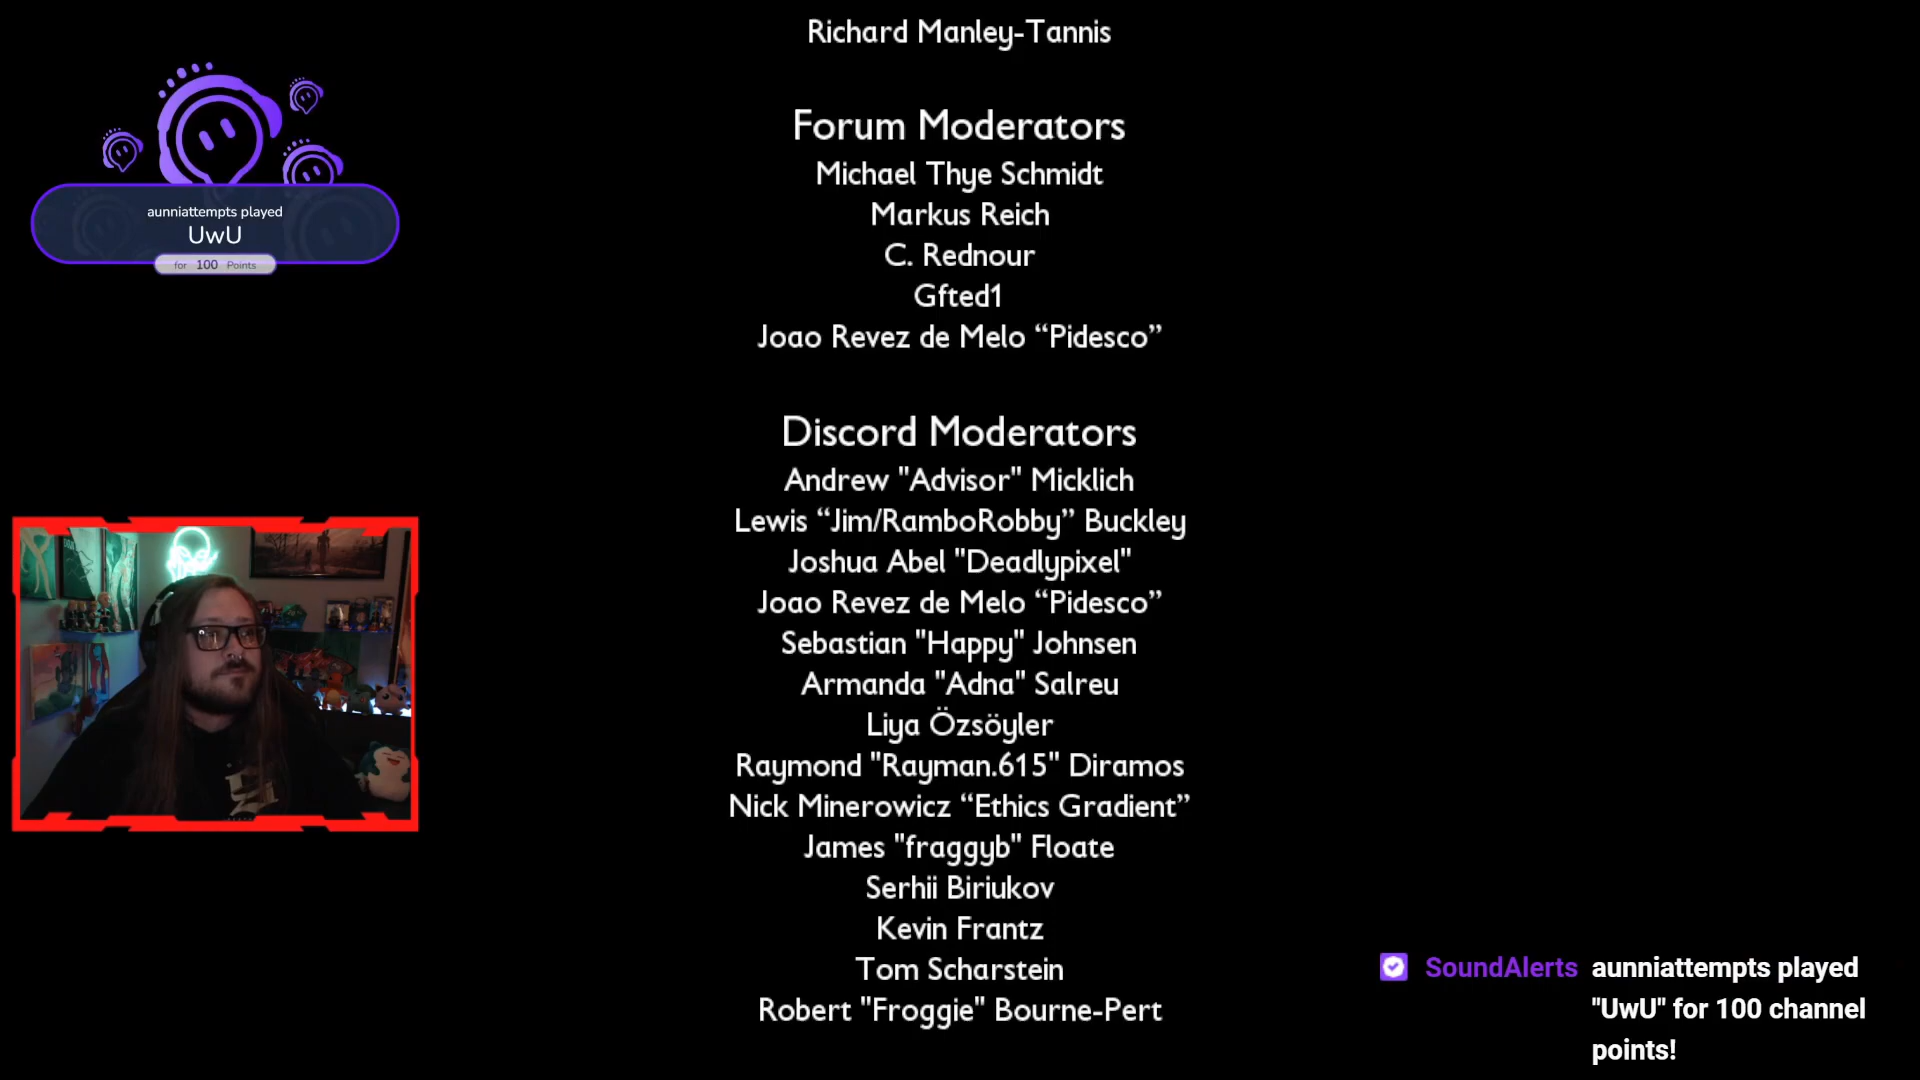 Richard Manley-Tannis
Forum Moderators
Michael Thye Schmidt
Markus Reich
C. Rednour
Gfted1
Joao Revez de Melo “Pidesco”
Discord Moderators
Andrew "Advisor" Micklich
Lewis “Jim/RamboRobby” Buckley
Joshua Abel "Deadlypixel"
Joao Revez de Melo “Pidesco”
Sebastian "Happy" Johnsen
Armanda "Adna" Salreu
Liya Özsöyler
Raymond "Rayman.615" Diramos
Nick Minerowicz “Ethics Gradient”
James "fraggyb" Floate
Serhii Biriukov
Kevin Frantz
Tom Scharstein
Robert "Froggie" Bourne-Pert
aunniattempts played
UwU
for 100 Points
SoundAlerts aunniattempts played
"UwU" for 100 channel
points!